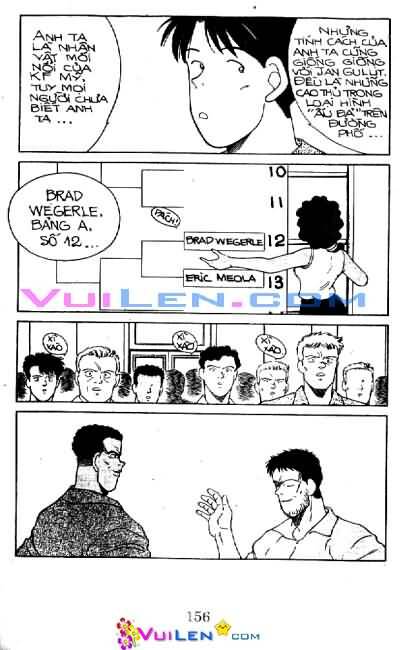 ANH TA
LÀ NHÂN
VẬT MỚI
NỔI CỦA
KF MỸ,
TUY MỌI
NGƯỜI CHƯA
BIẾT ANH
TA ...
NHƯNG,
TÍNH CÁCH CỦA
ANH TA CŨNG
GIỐNG GIỐNG
VỚI JAN GULUT.
ĐỀU LÀ NHỮNG
CAO THỦ TRONG
LOẠI HÌNH
"ẨU ĐẢ" TRÊN
ĐƯỜNG
PHỐ ...
10
11
BRAD
WEGERLE,
BẢNG A,
SỐ 12 ...
PẠCH!
BRAD WEGERLE 12
ERIC MEOLA 13
VUILEN.COM
XÌ
XÀO
XÌ
XÀO
XÌ
XÀO
156
VUILEN.COM